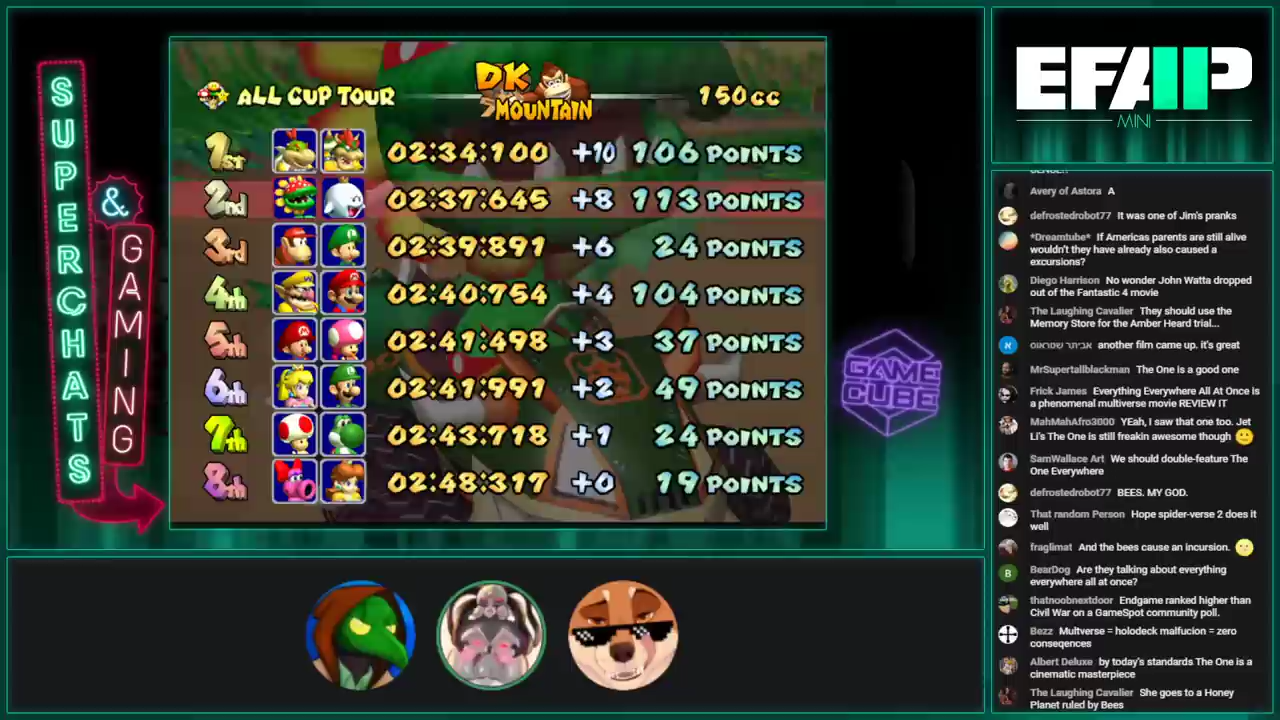 SUPERCHATS
&
GAMING
ALL CUP TOUR
DK
MOUNTAIN
150cc
1st 02:34:100 +10 106 POINTS
2nd 02:37:645 +8 113 POINTS
3rd 02:39:891 +6 24 POINTS
4th 02:40:754 +4 104 POINTS
5th 02:41:498 +3 37 POINTS
6th 02:41:991 +2 49 POINTS
7th 02:43:718 +1 24 POINTS
8th 02:48:317 +0 19 POINTS
GAME
CUBE
EFAP
MINI
Avery of Astora A
defrostedrobot77 It was one of Jim's pranks
*Dreamtube* If Americas parents are still alive
wouldn't they have already also caused a
excursions?
Diego Harrison No wonder John Watta dropped
out of the Fantastic 4 movie
The Laughing Cavalier They should use the
Memory Store for the Amber Heard trial...
אביתר שטראוס another film came up. it's great
MrSupertallblackman The One is a good one
Frick James Everything Everywhere All At Once is
a phenomenal multiverse movie REVIEW IT
MahMahAfro3000 YEah, I saw that one too. Jet
Li's The One is still freakin awesome though
SamWallace Art We should double-feature The
One Everywhere
defrostedrobot77 BEES. MY GOD.
That random Person Hope spider-verse 2 does it
well
fraglimat And the bees cause an incursion.
B
BearDog Are they talking about everything
everywhere all at once?
thatnoobnextdoor Endgame ranked higher than
Civil War on a GameSpot community poll.
Bezz Multverse = holodeck malfucion = zero
conseqences
Albert Deluxe by today's standards The One is a
cinematic masterpiece
The Laughing Cavalier She goes to a Honey
Planet ruled by Bees